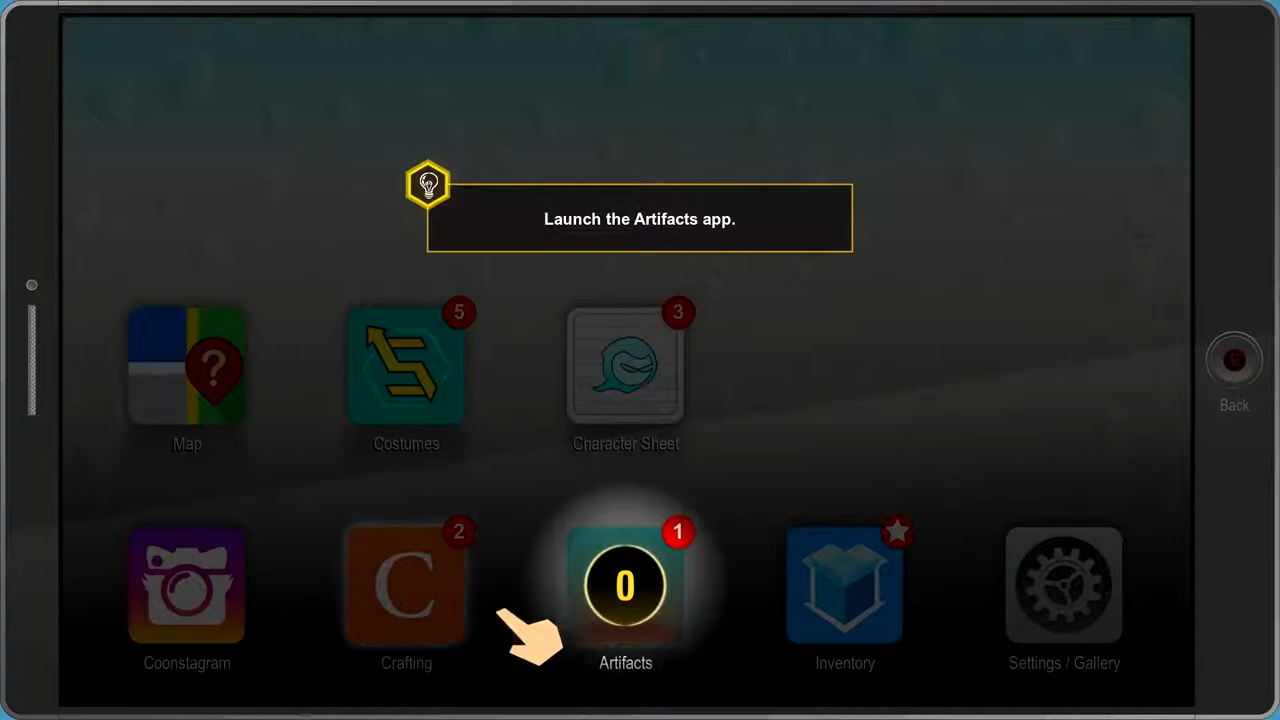 Launch the Artifacts app.
?
5
3
Map
Costumes
Character Sheet
Back
C
2
0
1
Coonstagram
Crafting
Artifacts
Inventory
Settings / Gallery